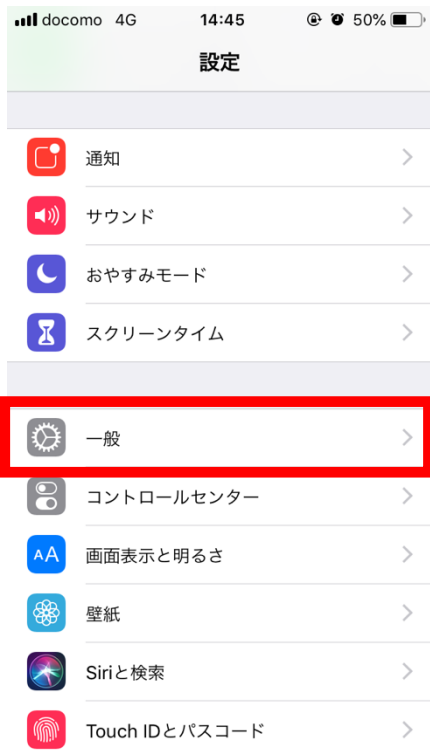 docomo 4G 14:45 50%
設定
通知
サウンド
おやすみモード
スクリーンタイム
一般
コントロールセンター
AA 画面表示と明るさ
壁紙
Siriと検索
Touch IDとパスコード